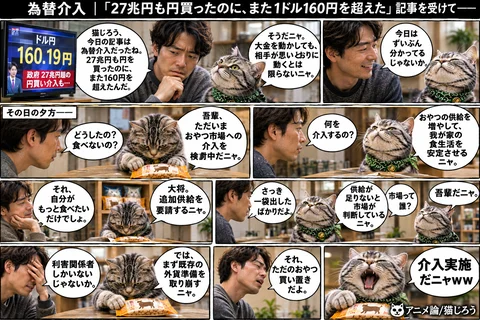 為替介入｜「27兆円も円買ったのに、また1ドル160円を超えた」記事を受けて──
ドル円
160.19円
政府 27兆円超の
円買い介入も…
猫じろう、
今日の記事は
為替介入だったね。
27兆円も円を
買ったのに、
また160円を
超えたんだ。
そうだニャ。
大金を動かしても、
相手が思いどおりに
動くとは
限らないニャ。
今日は
ずいぶん
分かってる
じゃないか。
その日の夕方──
どうしたの？
食べないの？
吾輩、
ただいま
おやつ市場への
介入を
検討中だニャ。
何を
介入するの？
おやつの供給を
増やして、
我が家の
食生活を
安定させる
ニャ。
それ、
自分が
もっと食べたい
だけでしょ。
大将。
追加供給を
要請するニャ。
さっき
一袋出した
ばかりだよ。
供給が
足りないと
市場が
判断している
ニャ。
市場って
誰？
吾輩だニャ。
利害関係者
しかいない
じゃないか。
では、
まず既存の
外貨準備を
取り崩す
ニャ。
それ、
ただのおやつ
買い置き
だよ。
介入実施
だニャww
アニメ論/猫じろう